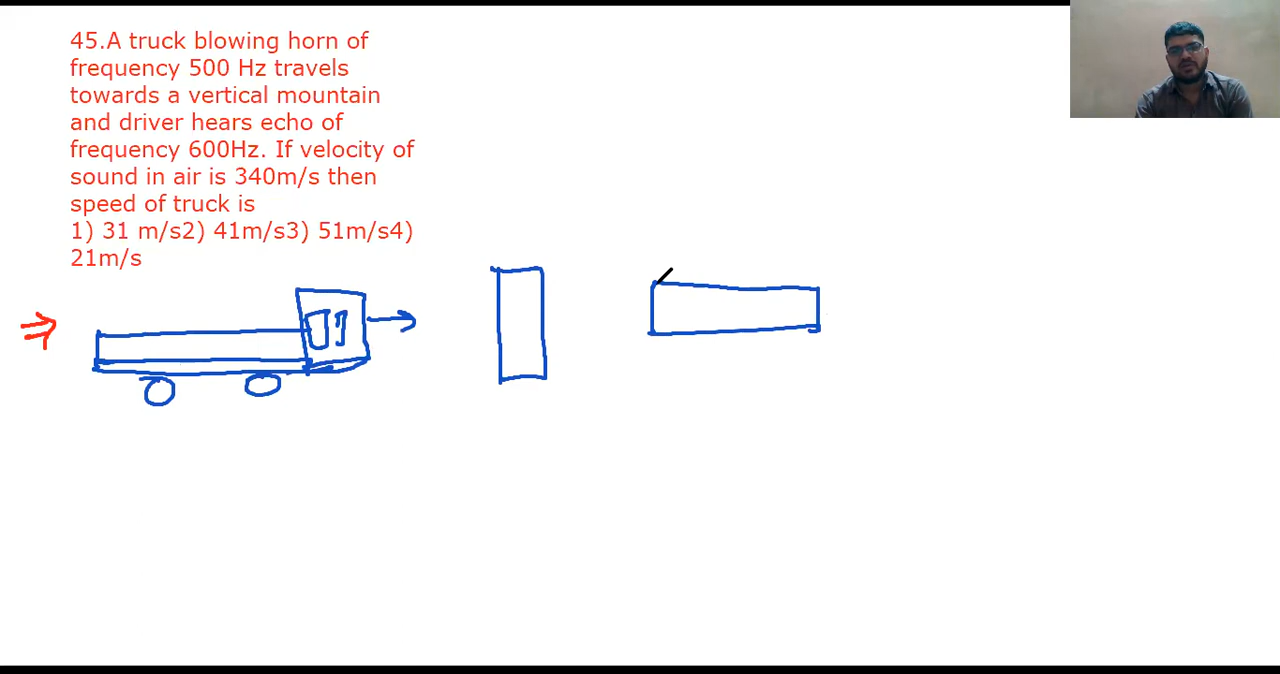 45.A truck blowing horn of
frequency 500 Hz travels
towards a vertical mountain
and driver hears echo of
frequency 600Hz. If velocity of
sound in air is 340m/s then
speed of truck is
1) 31 m/s2) 41m/s3) 51m/s4)
21m/s